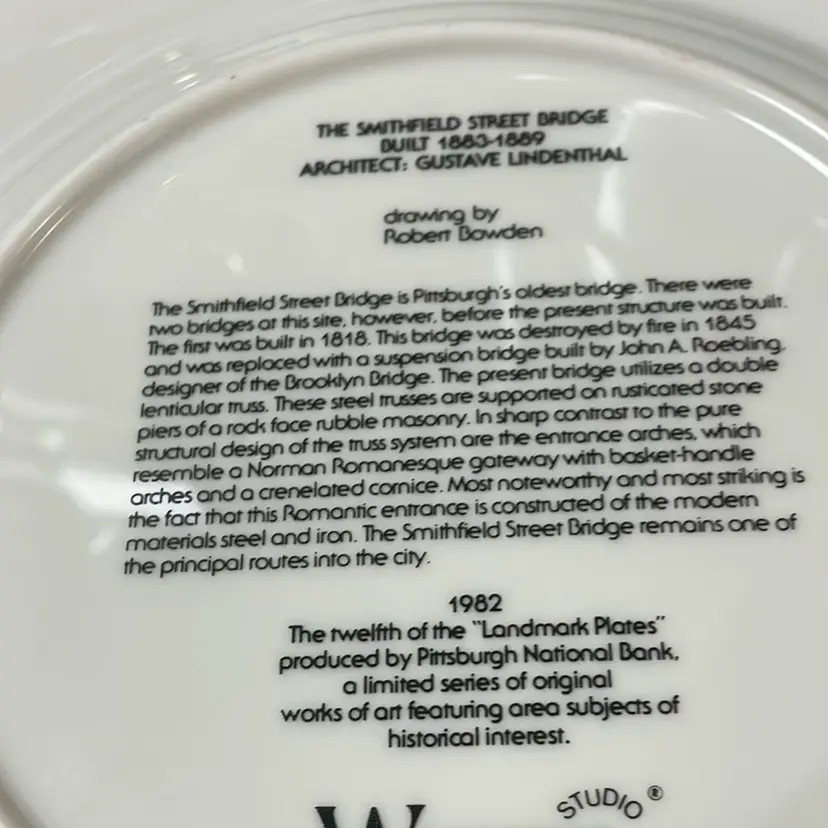 THE SMITHFIELD STREET BRIDGE
BUILT 1883-1889
ARCHITECT: GUSTAVE LINDENTHAL
drawing by
Robert Bowden
The Smithfield Street Bridge is Pittsburgh's oldest bridge. There were
two bridges at this site, however, before the present structure was built.
The first was built in 1818. This bridge was destroyed by fire in 1845
and was replaced with a suspension bridge built by John A. Roebling,
designer of the Brooklyn Bridge. The present bridge utilizes a double
lenticular truss. These steel trusses are supported on rusticated stone
piers of a rock face rubble masonry. In sharp contrast to the pure
structural design of the truss system are the entrance arches, which
resemble a Norman Romanesque gateway with basket-handle
arches and a crenelated cornice. Most noteworthy and most striking is
the fact that this Romantic entrance is constructed of the modern
materials steel and iron. The Smithfield Street Bridge remains one of
the principal routes into the city.
1982
The twelfth of the "Landmark Plates"
produced by Pittsburgh National Bank,
a limited series of original
works of art featuring area subjects of
historical interest.
W
STUDIO®